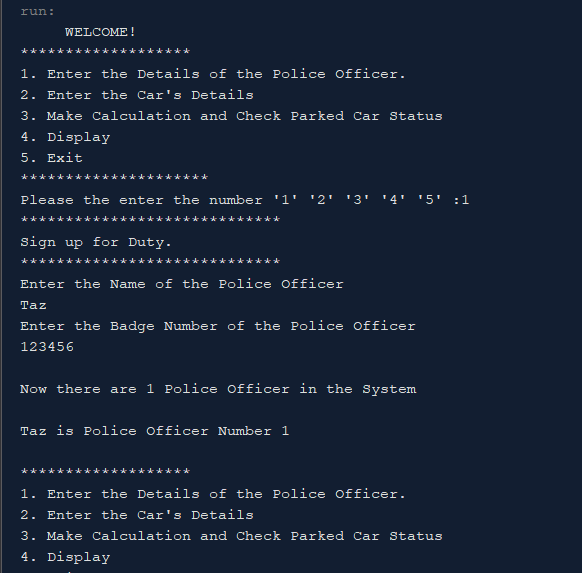 run:
WELCOME!
*******************
1. Enter the Details of the Police Officer.
2. Enter the Car's Details
3. Make Calculation and Check Parked Car Status
4. Display
5. Exit
*********************
Please the enter the number '1' '2' '3' '4' '5' :1
*****************************
Sign up for Duty.
*****************************
Enter the Name of the Police Officer
Taz
Enter the Badge Number of the Police Officer
123456
Now there are 1 Police Officer in the System
Taz is Police Officer Number 1
*******************
1. Enter the Details of the Police Officer.
2. Enter the Car's Details
3. Make Calculation and Check Parked Car Status
4. Display